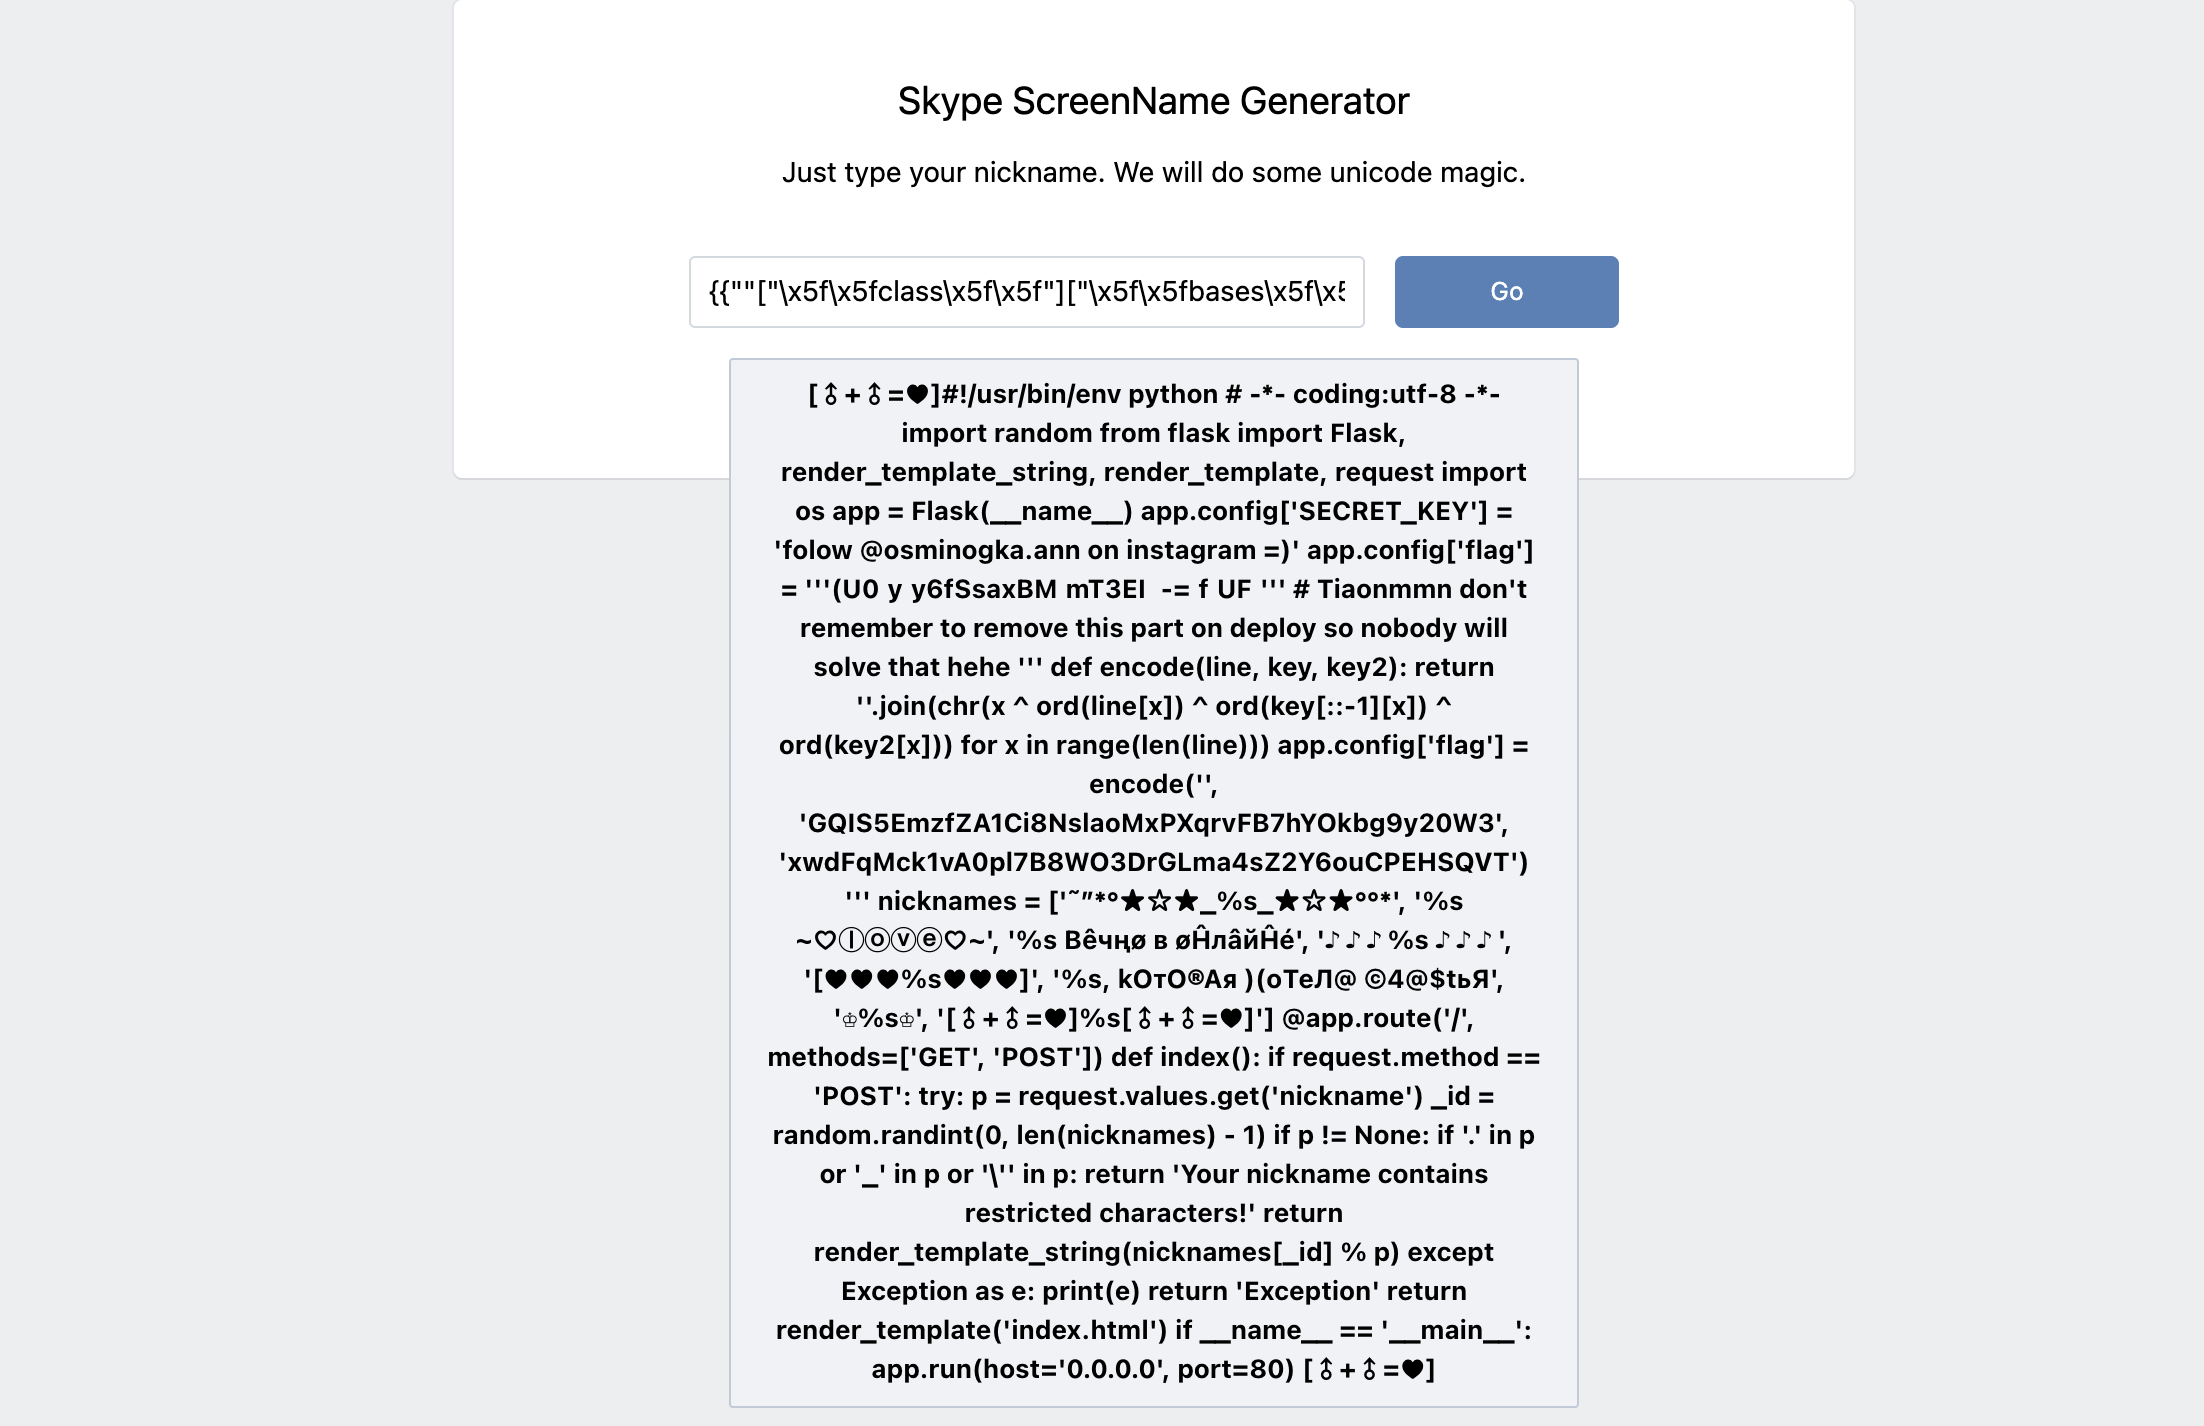 Skype ScreenName Generator
Just type your nickname. We will do some unicode magic.
{{""["\x5f\x5fclass\x5f\x5f"]["\x5f\x5fbases\x5f\x5
Go
[⚦+⚦=♥]#!/usr/bin/env python # -*- coding:utf-8 -*-
import random from flask import Flask,
render_template_string, render_template, request import
os app = Flask(__name__) app.config['SECRET_KEY'] =
'folow @osminogka.ann on instagram =)' app.config['flag']
= '''(U0 y y6fSsaxBM mT3EI  -= f UF ''' # Tiaonmmn don't
remember to remove this part on deploy so nobody will
solve that hehe ''' def encode(line, key, key2): return
''.join(chr(x ^ ord(line[x]) ^ ord(key[::-1][x]) ^
ord(key2[x])) for x in range(len(line))) app.config['flag'] =
encode('',
'GQIS5EmzfZA1Ci8NslaoMxPXqrvFB7hYOkbg9y20W3',
'xwdFqMck1vA0pl7B8WO3DrGLma4sZ2Y6ouCPEHSQVT')
''' nicknames = ['˜”*°★☆★_%s_★☆★°°*', '%s
~♡ⓛⓞⓥⓔ♡~', '%s Вêчңø в øĤлâйĤé', '♪ ♪ ♪ %s ♪ ♪ ♪ ',
'[♥♥♥%s♥♥♥]', '%s, kOтO®Aя )(оТеЛ@ ©4@$tьЯ',
'♔%s♔', '[⚦+⚦=♥]%s[⚦+⚦=♥]'] @app.route('/',
methods=['GET', 'POST']) def index(): if request.method ==
'POST': try: p = request.values.get('nickname') _id =
random.randint(0, len(nicknames) - 1) if p != None: if '.' in p
or '_' in p or '\'' in p: return 'Your nickname contains
restricted characters!' return
render_template_string(nicknames[_id] % p) except
Exception as e: print(e) return 'Exception' return
render_template('index.html') if __name__ == '__main__':
app.run(host='0.0.0.0', port=80) [⚦+⚦=♥]